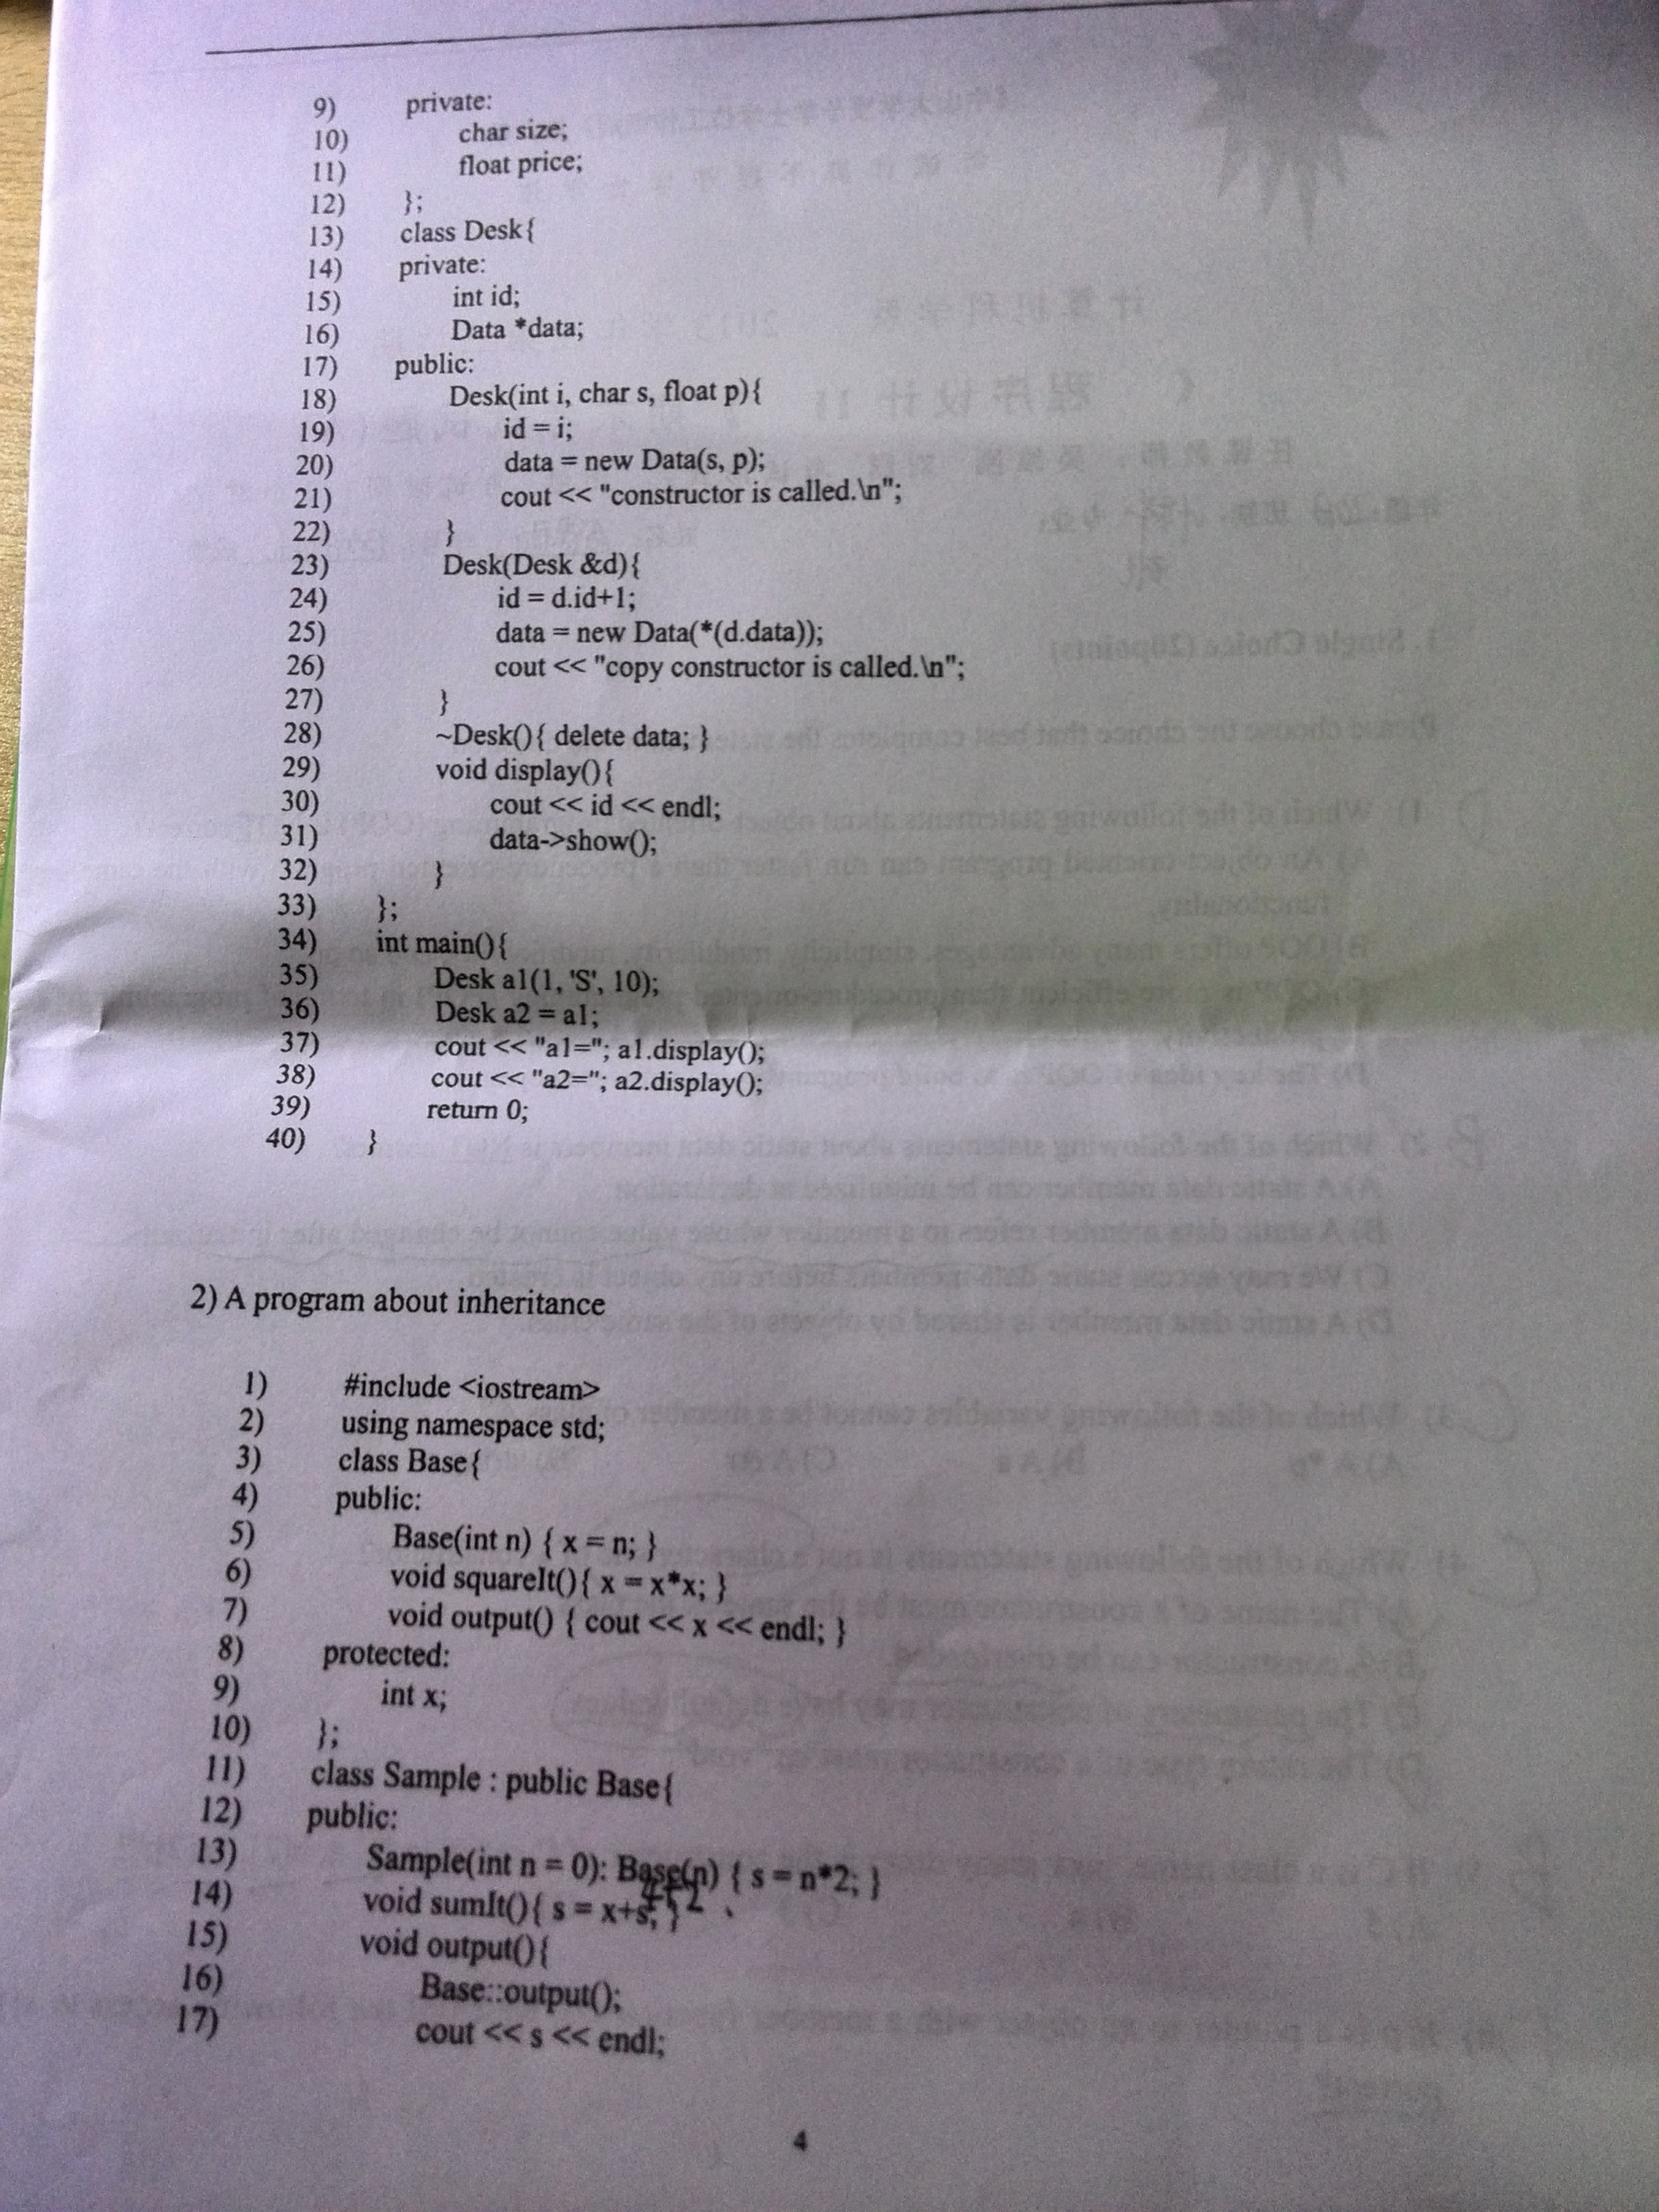 9) private:
10) char size;
11) float price;
12) };
13) class Desk{
14) private:
15) int id;
16) Data *data;
17) public:
18) Desk(int i, char s, float p){
19) id = i;
20) data = new Data(s, p);
21) cout << "constructor is called.\n";
22) }
23) Desk(Desk &d){
24) id = d.id+1;
25) data = new Data(*(d.data));
26) cout << "copy constructor is called.\n";
27) }
28) ~Desk(){ delete data; }
29) void display(){
30) cout << id << endl;
31) data->show();
32) }
33) };
34) int main(){
35) Desk a1(1, 'S', 10);
36) Desk a2 = a1;
37) cout << "a1="; a1.display();
38) cout << "a2="; a2.display();
39) return 0;
40) }
2) A program about inheritance
1) #include <iostream>
2) using namespace std;
3) class Base{
4) public:
5) Base(int n) { x = n; }
6) void squareIt(){ x = x*x; }
7) void output() { cout << x << endl; }
8) protected:
9) int x;
10) };
11) class Sample : public Base{
12) public:
13) Sample(int n = 0): Base(n) { s = n*2; }
14) void sumIt(){ s = x+s; }
15) void output(){
16) Base::output();
17) cout << s << endl;
4